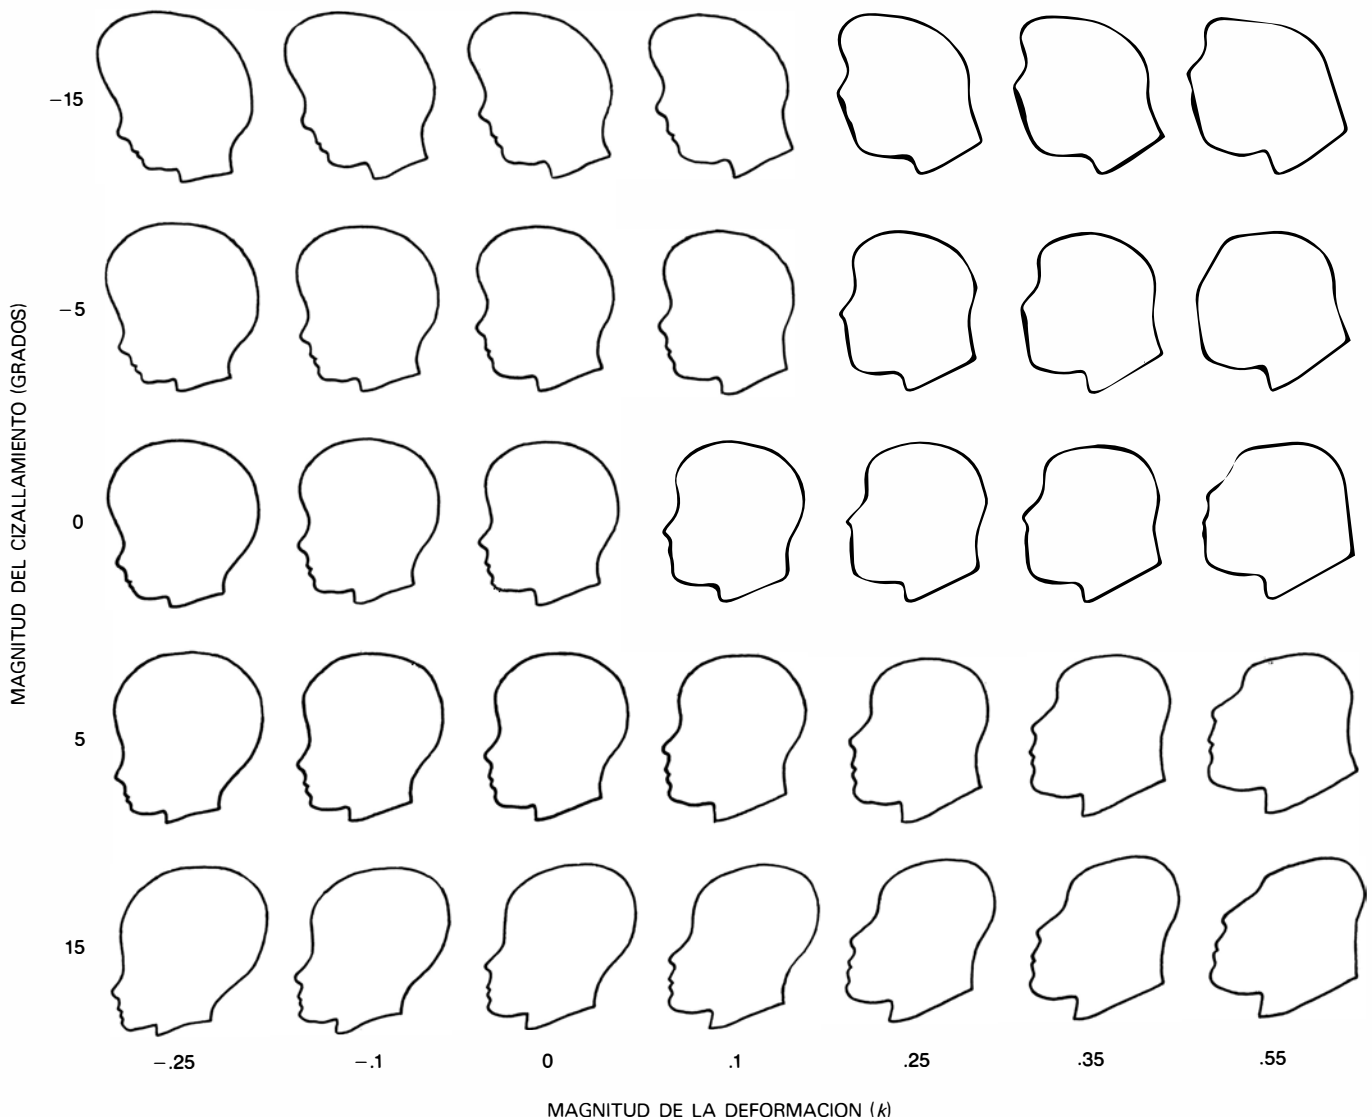 MAGNITUD DEL CIZALLAMIENTO (GRADOS)
−15
−5
0
5
15
−.25 −.1 0 .1 .25 .35 .55
MAGNITUD DE LA DEFORMACION (k)